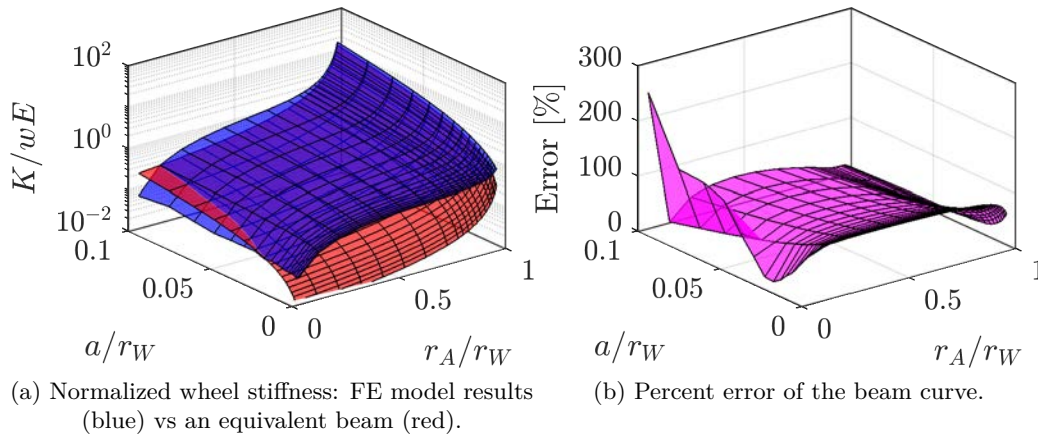 10^2
10^0
10^{-2}
K/wE
0.1
0.05
0
a/r_W
0
0.5
1
r_A/r_W
300
200
100
0
Error [%]
0.1
0.05
0
a/r_W
0
0.5
1
r_A/r_W
(a) Normalized wheel stiffness: FE model results
(blue) vs an equivalent beam (red).
(b) Percent error of the beam curve.